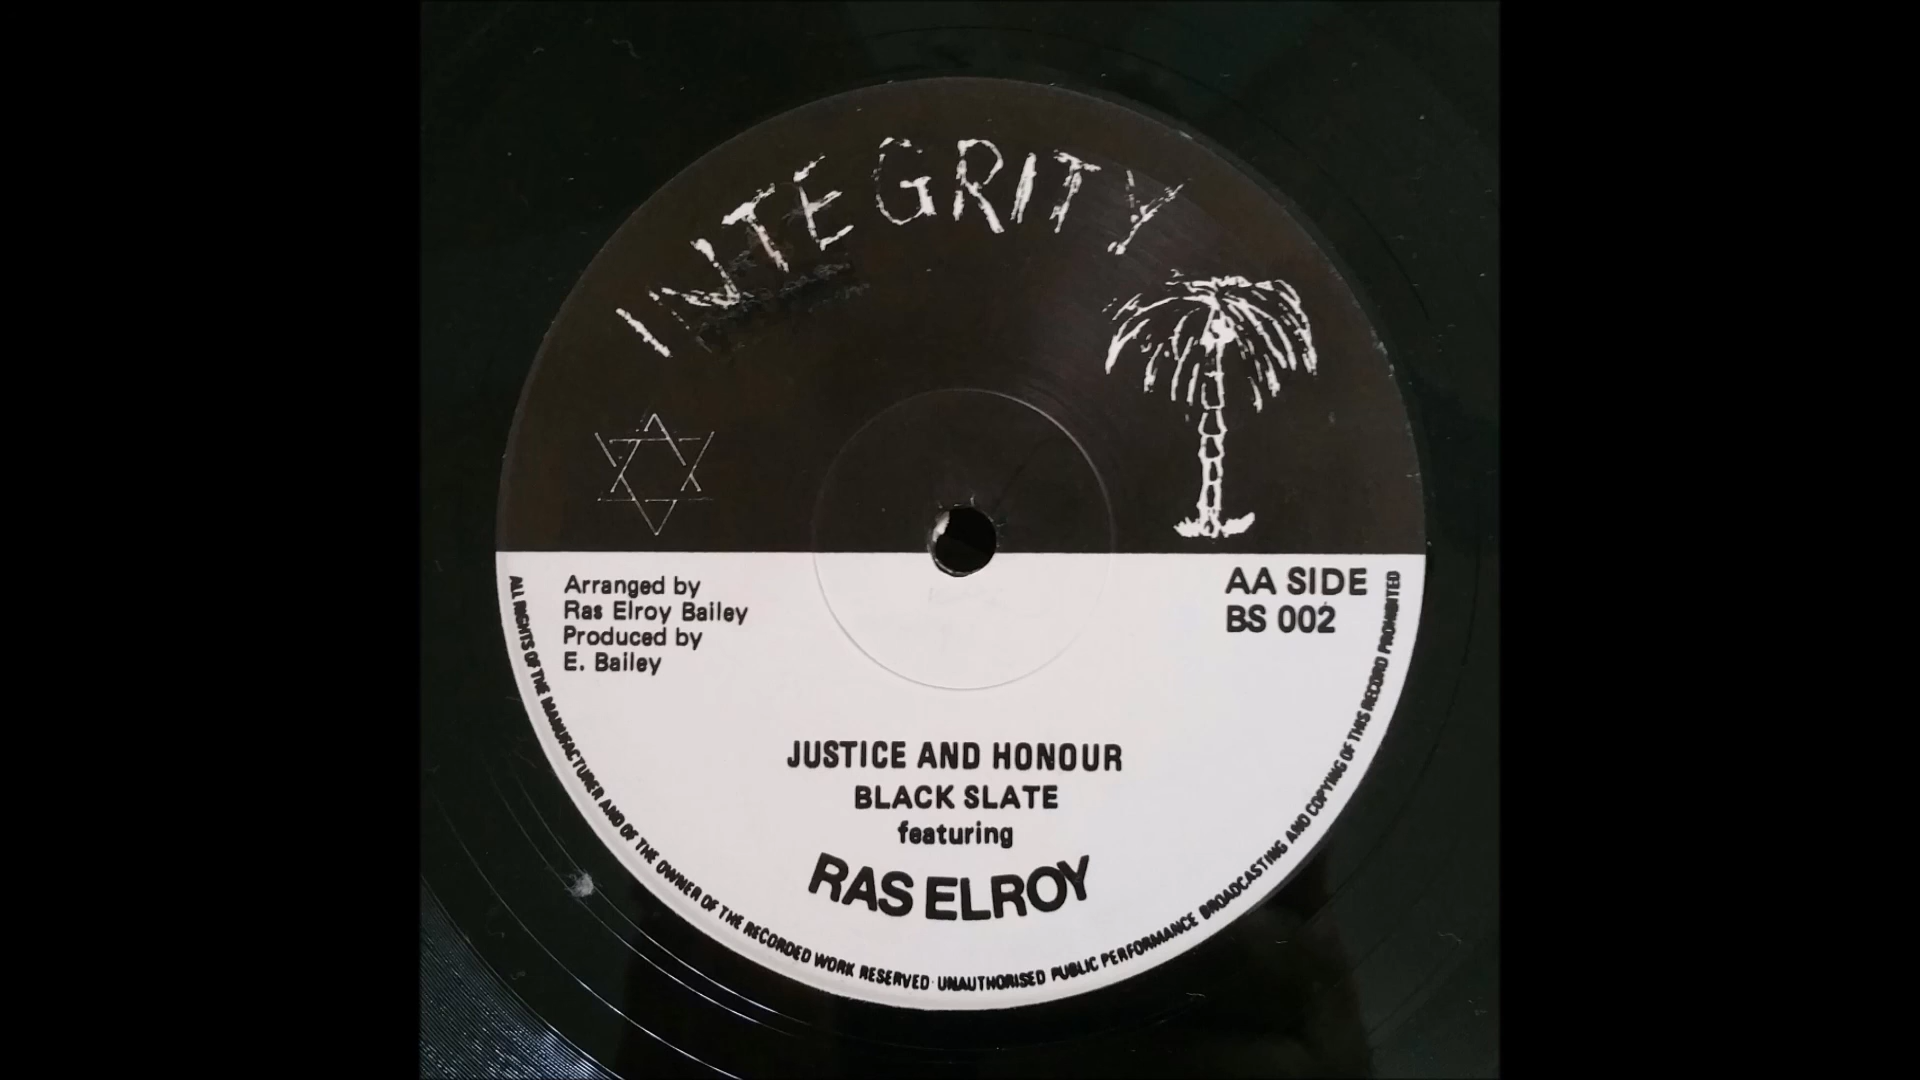 INTEGRITY
Arranged by
Ras Elroy Bailey
Produced by
E. Bailey
AA SIDE
BS 002
JUSTICE AND HONOUR
BLACK SLATE
featuring
RAS ELROY
ALL RIGHTS OF THE MANUFACTURER AND OF THE OWNER OF THE RECORDED WORK RESERVED · UNAUTHORISED PUBLIC PERFORMANCE BROADCASTING AND COPYING OF THIS RECORD PROHIBITED